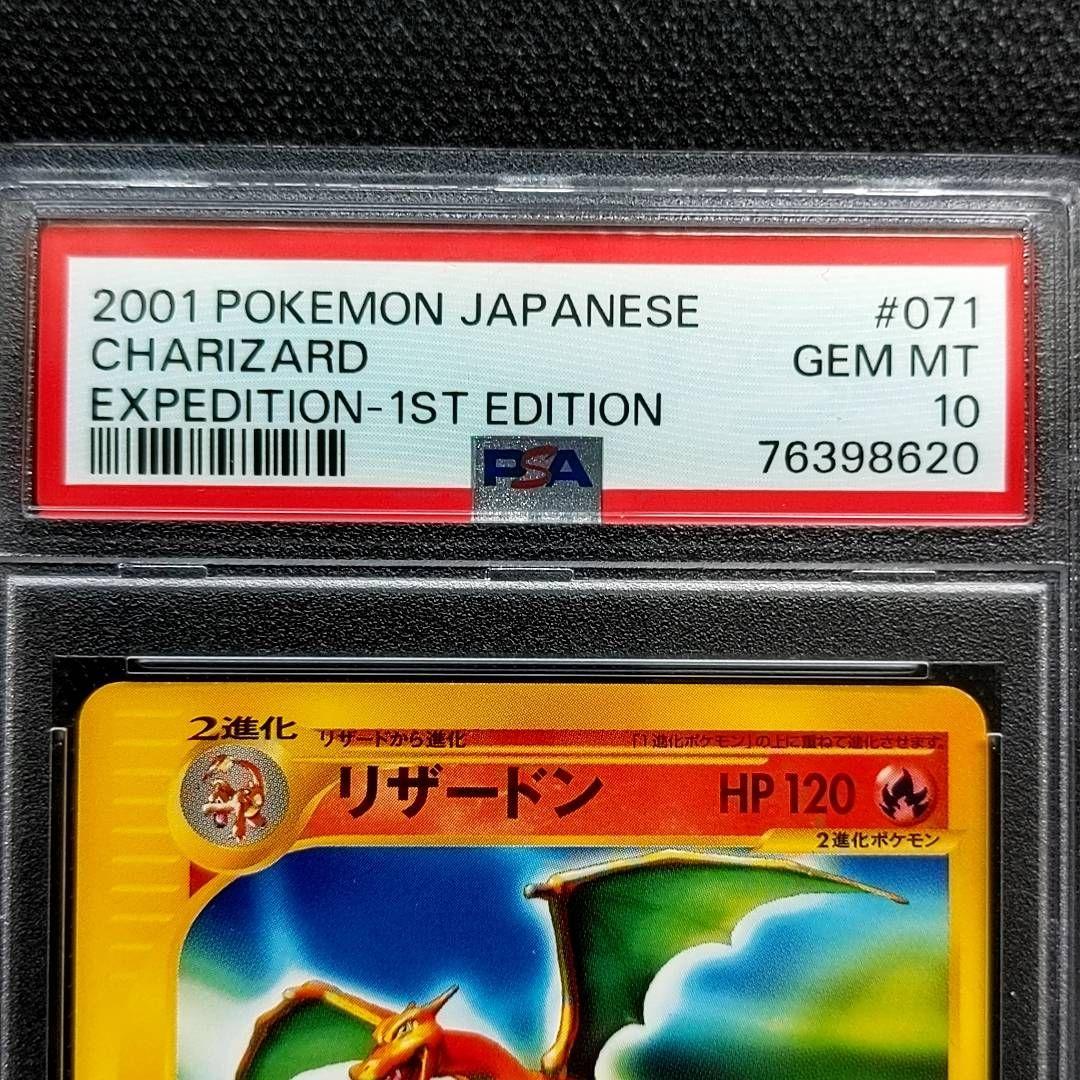 2001 POKEMON JAPANESE #071
CHARIZARD GEM MT
EXPEDITION-1ST EDITION 10
PSA 76398620
2進化 リザードから進化 「1進化ポケモン」の上に重ねて進化させます。
リザードン HP 120
2進化ポケモン